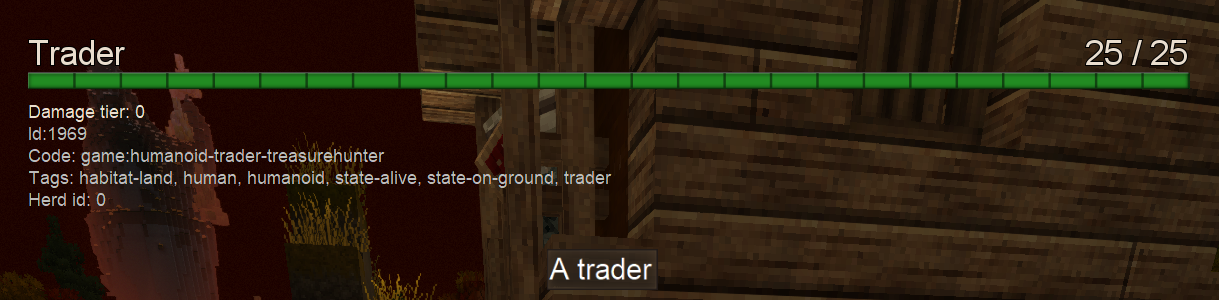 Trader 25 / 25
Damage tier: 0
Id:1969
Code: game:humanoid-trader-treasurehunter
Tags: habitat-land, human, humanoid, state-alive, state-on-ground, trader
Herd id: 0
A trader